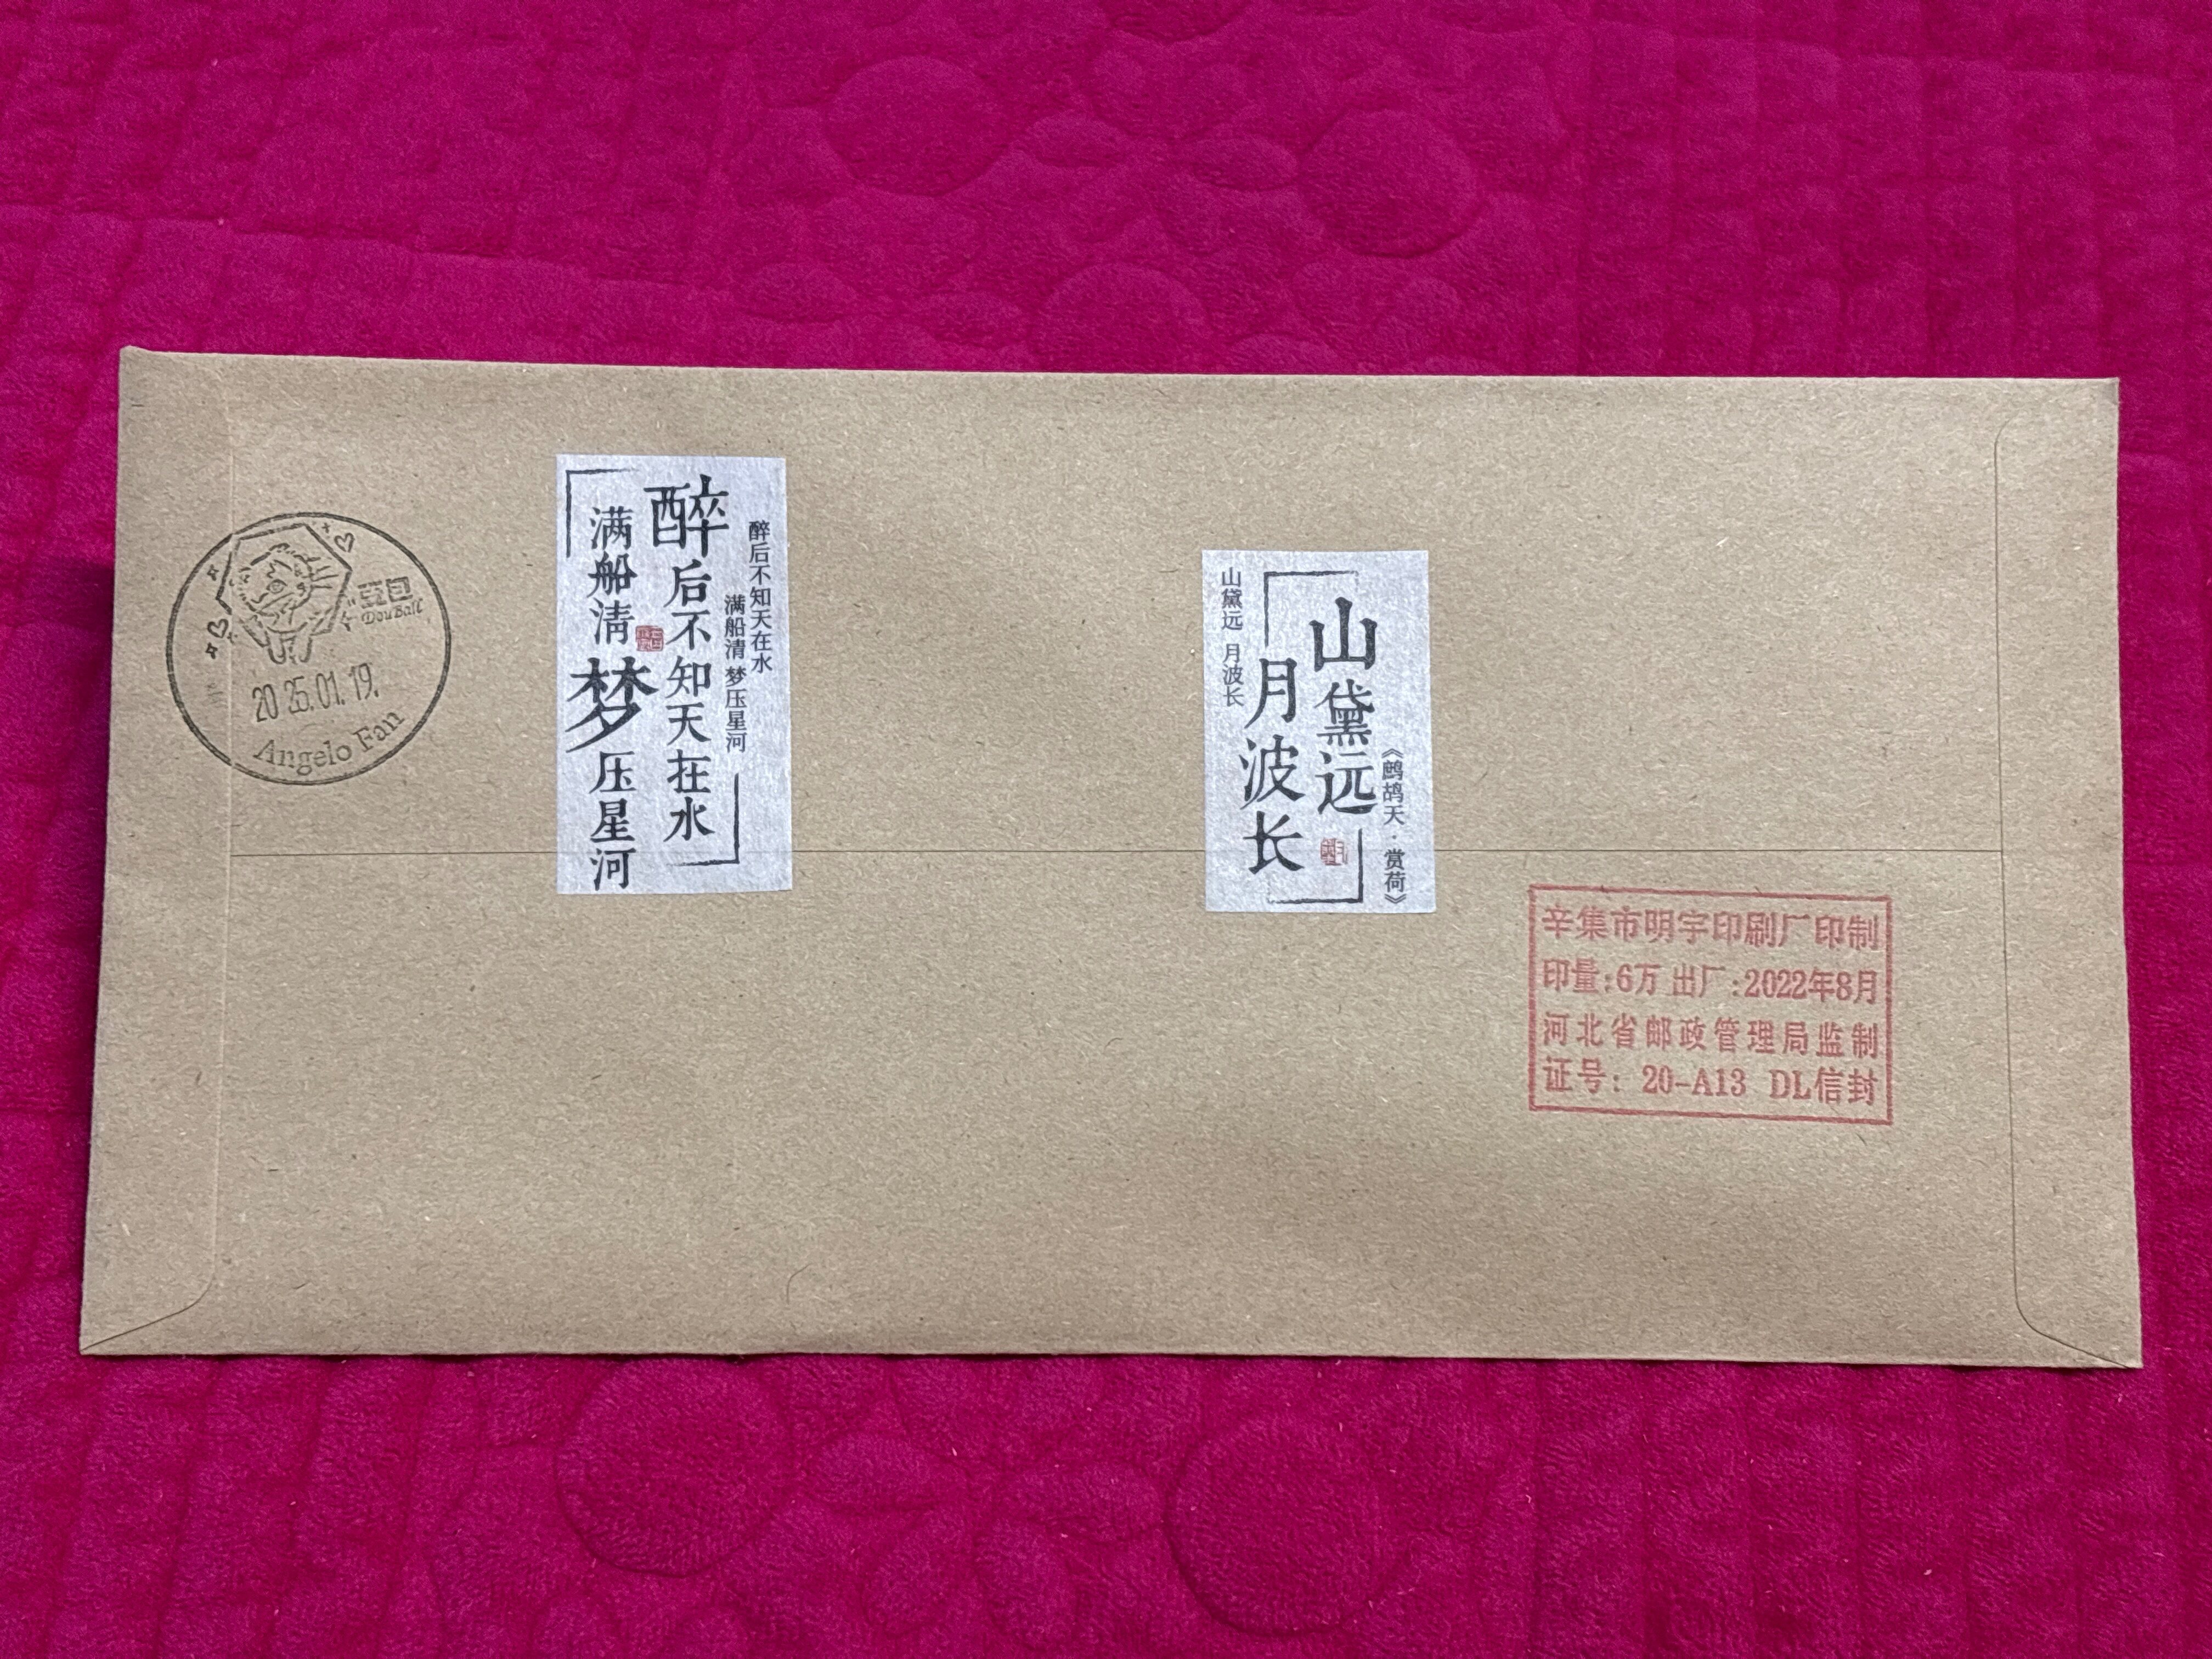 豆包
DouBall
2025.01.19.
Angelo Fan
醉后不知天在水
满船清 梦压星河
醉后不知天在水
满船清梦压星河
《鹧鸪天·赏荷》
山黛远
月波长
山黛远 月波长
辛集市明宇印刷厂印制
印量:6万 出厂:2022年8月
河北省邮政管理局监制
证号: 20-A13 DL信封